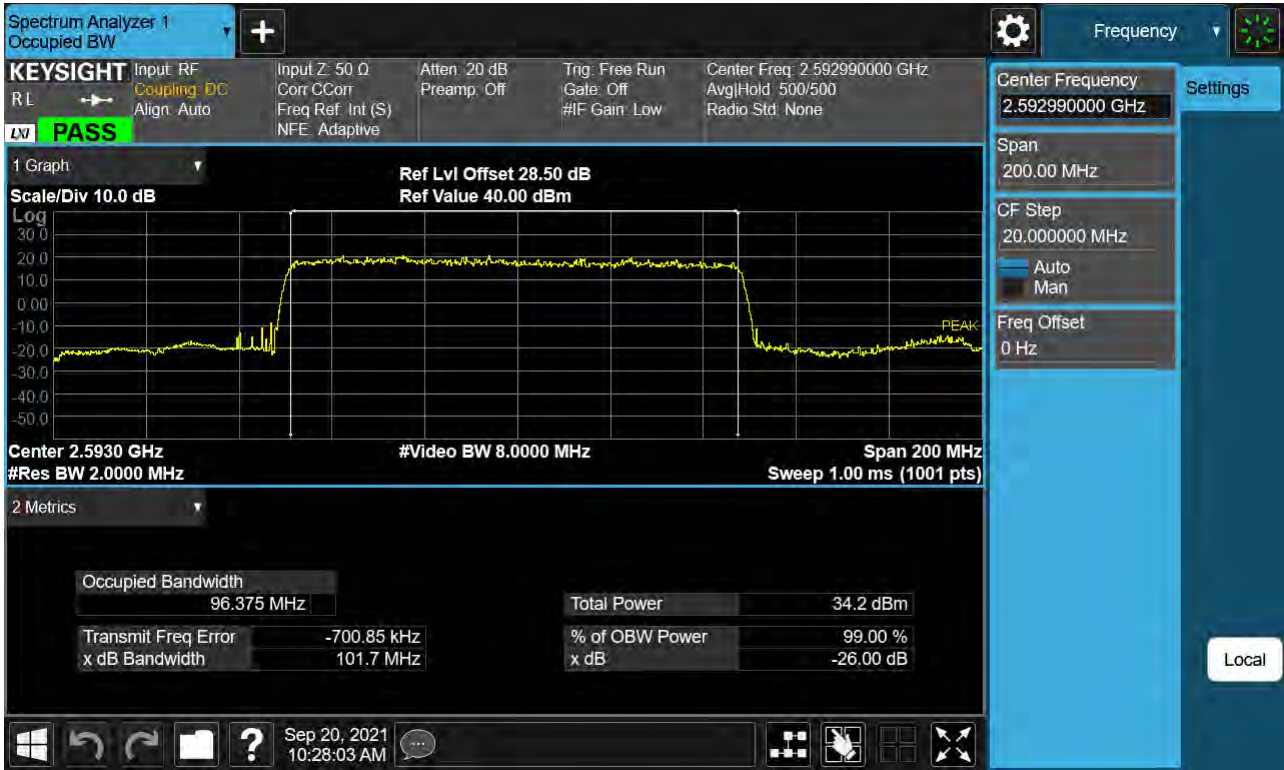 Spectrum Analyzer 1
Occupied BW
Frequency
KEYSIGHT
RL
LXI PASS
Input: RF
Coupling: DC
Align: Auto
Input Z: 50 Ω
Corr CCorr
Freq Ref: Int (S)
NFE: Adaptive
Atten: 20 dB
Preamp: Off
Trig: Free Run
Gate: Off
#IF Gain: Low
Center Freq: 2.592990000 GHz
Avg|Hold: 500/500
Radio Std: None
Center Frequency
2.592990000 GHz
Settings
Span
200.00 MHz
CF Step
20.000000 MHz
Auto
Man
Freq Offset
0 Hz
Local
1 Graph
Scale/Div 10.0 dB
Ref Lvl Offset 28.50 dB
Ref Value 40.00 dBm
Log
30.0
20.0
10.0
0.00
-10.0
PEAK
-20.0
-30.0
-40.0
-50.0
Center 2.5930 GHz
#Video BW 8.0000 MHz
Span 200 MHz
#Res BW 2.0000 MHz
Sweep 1.00 ms (1001 pts)
2 Metrics
Occupied Bandwidth
96.375 MHz
Total Power 34.2 dBm
Transmit Freq Error -700.85 kHz
% of OBW Power 99.00 %
x dB Bandwidth 101.7 MHz
x dB -26.00 dB
?
Sep 20, 2021
10:28:03 AM